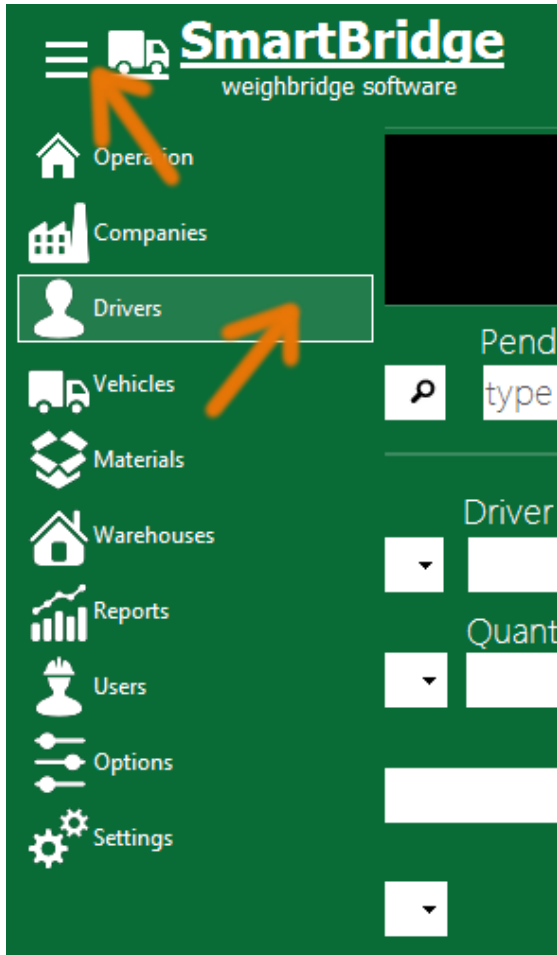 SmartBridge
weighbridge software
Operation
Companies
Drivers
Vehicles
Materials
Warehouses
Reports
Users
Options
Settings
Pend
type
Driver
Quant